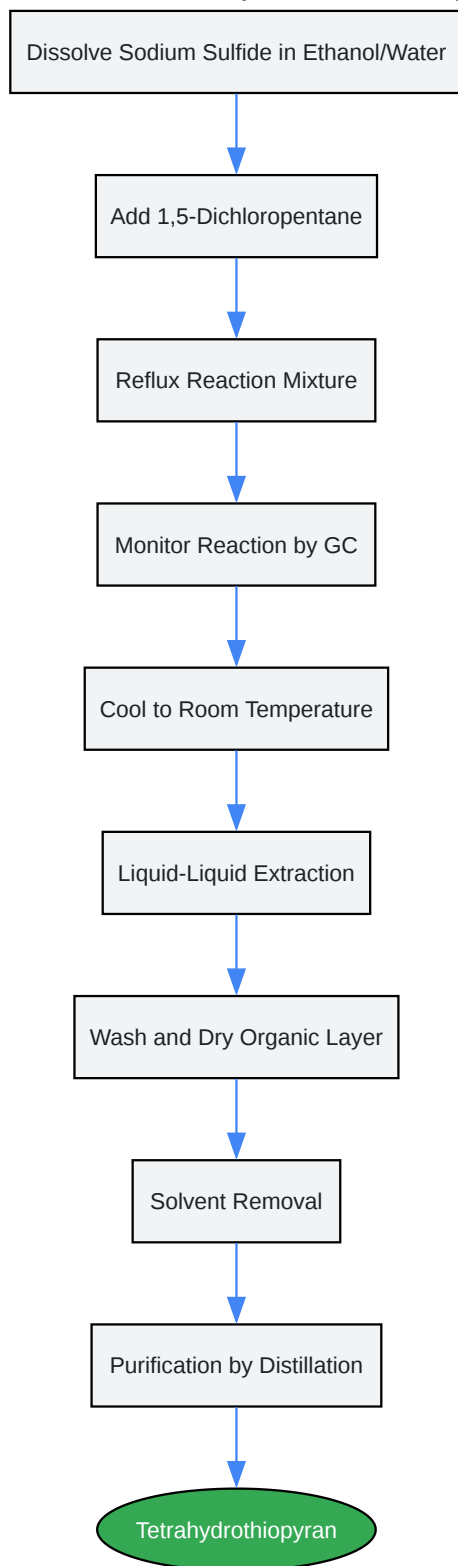 Dissolve Sodium Sulfide in Ethanol/Water
Add 1,5-Dichloropentane
Reflux Reaction Mixture
Monitor Reaction by GC
Cool to Room Temperature
Liquid-Liquid Extraction
Wash and Dry Organic Layer
Solvent Removal
Purification by Distillation
Tetrahydrothiopyran